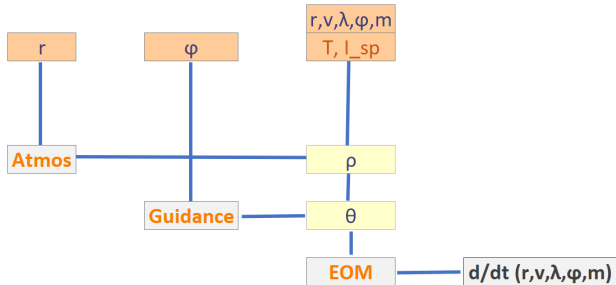 r,v,λ,φ,m
r
φ
T, I_sp
Atmos
ρ
Guidance
θ
EOM
d/dt (r,v,λ,φ,m)